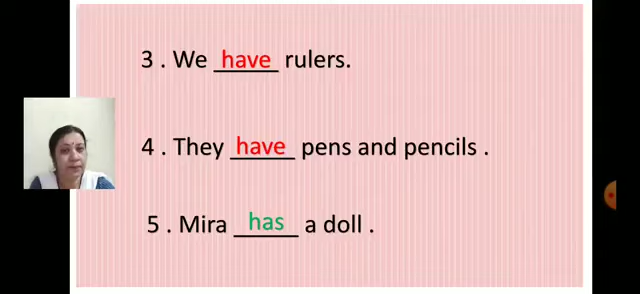 3 . We have rulers.
4 . They have pens and pencils .
5 . Mira has a doll .